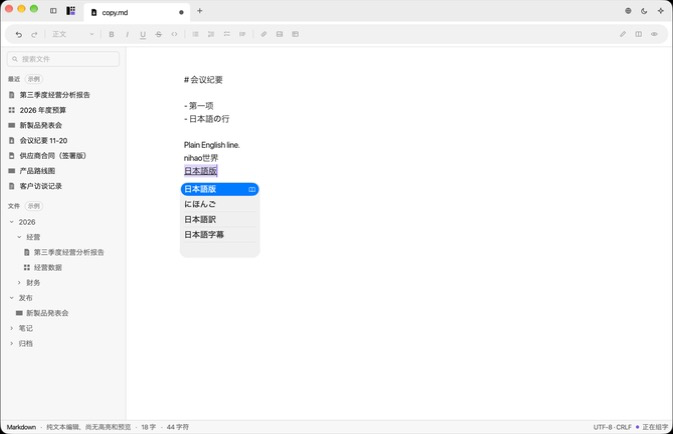 copy.md
正文
B I U S
搜索文件
最近 示例
第三季度经营分析报告
2026 年度预算
新製品発表会
会议纪要 11-20
供应商合同（签署版）
产品路线图
客户访谈记录
文件 示例
2026
经营
第三季度经营分析报告
经营数据
财务
发布
新製品発表会
笔记
归档
# 会议纪要
- 第一项
- 日本語の行
Plain English line.
nihao世界
日本語版
日本語版
にほんご
日本語訳
日本語字幕
Markdown · 纯文本编辑、尚无高亮和预览 · 18 字 · 44 字符
UTF-8 · CRLF 正在组字